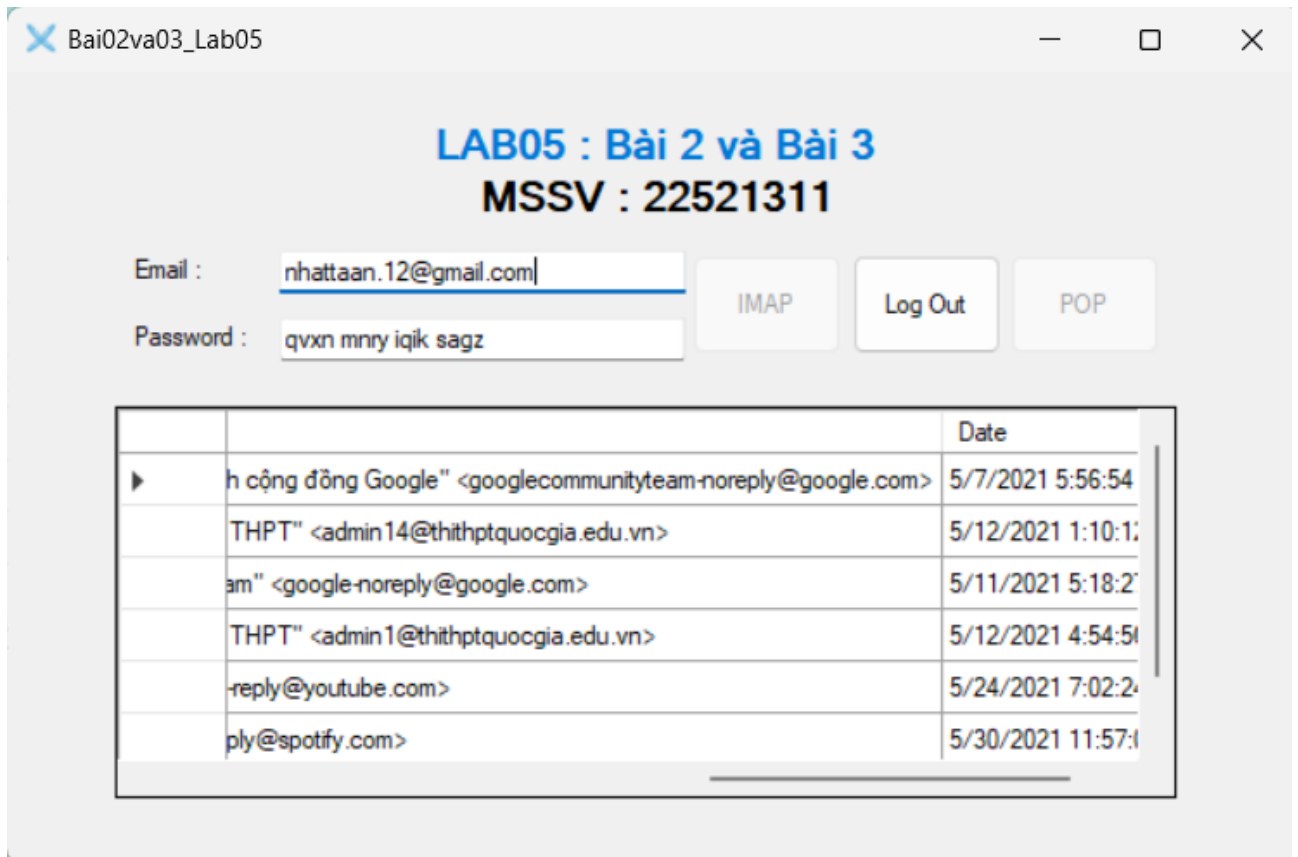 Bai02va03_Lab05
LAB05 : Bài 2 và Bài 3
MSSV : 22521311
Email : nhattaan.12@gmail.com
IMAP Log Out POP
Password : qvxn mnry iqik sagz
Date
h cộng đồng Google" <googlecommunityteam-noreply@google.com> 5/7/2021 5:56:54
THPT" <admin14@thithptquocgia.edu.vn> 5/12/2021 1:10:12
am" <google-noreply@google.com> 5/11/2021 5:18:27
THPT" <admin1@thithptquocgia.edu.vn> 5/12/2021 4:54:56
-reply@youtube.com> 5/24/2021 7:02:24
ply@spotify.com> 5/30/2021 11:57: